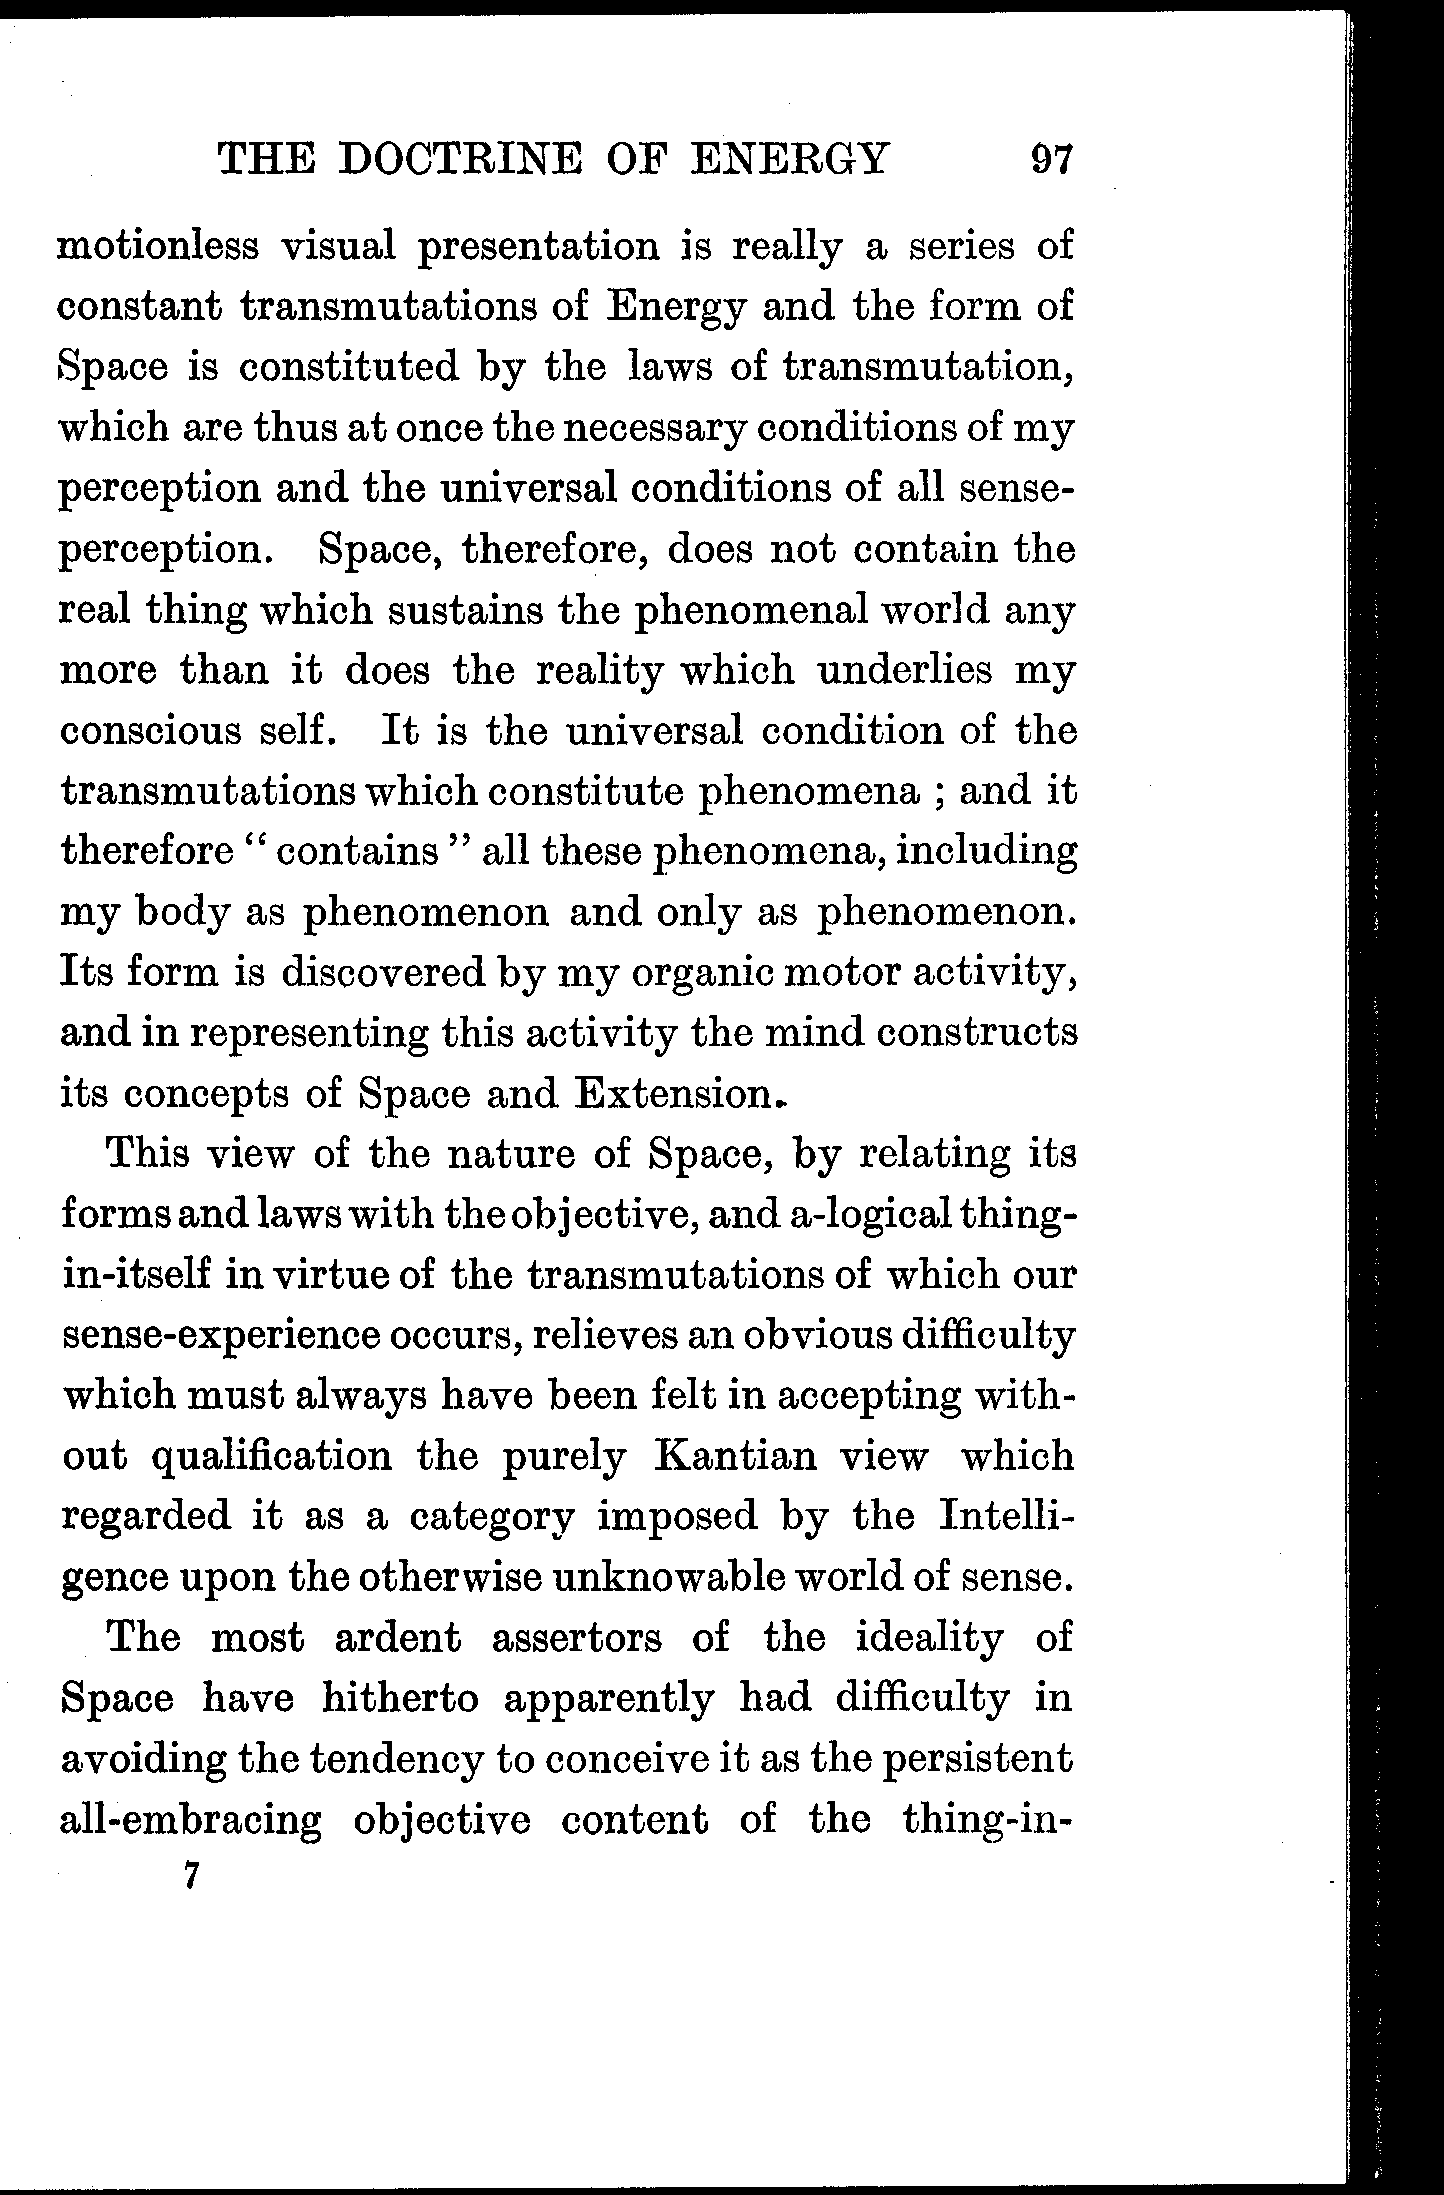 THE DOCTRINE OF ENERGY 97
motionless visual presentation is really a series of
constant transmutations of Energy and the form of
Space is constituted by the laws of transmutation,
which are thus at once the necessary conditions of my
perception and the universal conditions of all sense-
perception. Space, therefore, does not contain the
real thing which sustains the phenomenal world any
more than it does the reality which underlies my
conscious self. It is the universal condition of the
transmutations which constitute phenomena ; and it
therefore “ contains ” all these phenomena, including
my body as phenomenon and only as phenomenon.
Its form is discovered by my organic motor activity,
and in representing this activity the mind constructs
its concepts of Space and Extension.
This view of the nature of Space, by relating its
forms and laws with the objective, and a-logical thing-
in-itself in virtue of the transmutations of which our
sense-experience occurs, relieves an obvious difficulty
which must always have been felt in accepting with-
out qualification the purely Kantian view which
regarded it as a category imposed by the Intelli-
gence upon the otherwise unknowable world of sense.
The most ardent assertors of the ideality of
Space have hitherto apparently had difficulty in
avoiding the tendency to conceive it as the persistent
all-embracing objective content of the thing-in-
7